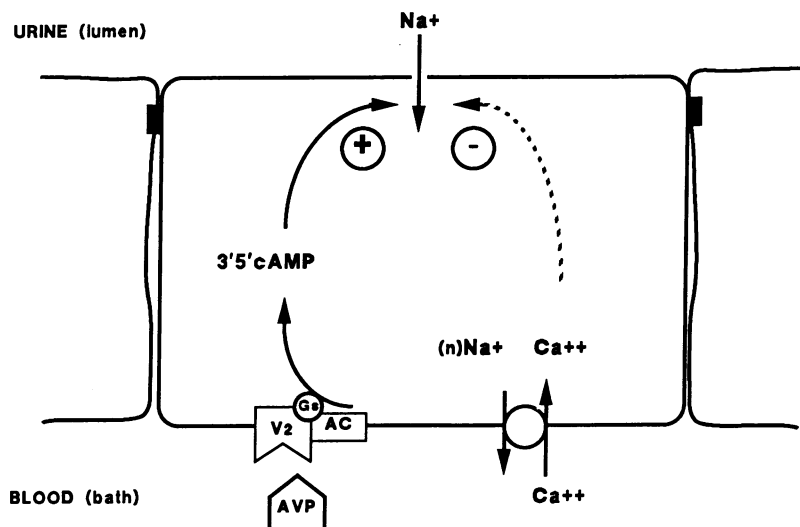 Na+
URINE (lumen)
+
-
3'5'cAMP
(n)Na+ Ca++
Gs
V2
AC
BLOOD (bath)
AVP
Ca++